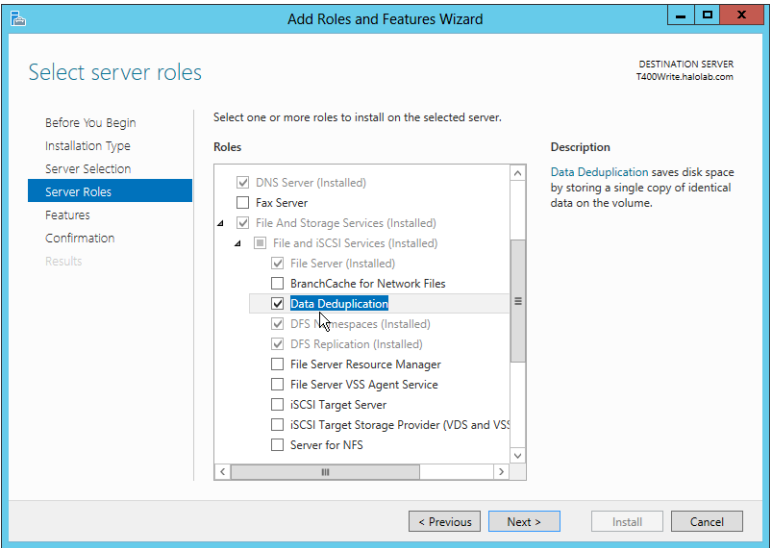 Add Roles and Features Wizard
x
Select server roles
DESTINATION SERVER
T400Write.halolab.com
Before You Begin
Installation Type
Server Selection
Server Roles
Features
Confirmation
Results
Select one or more roles to install on the selected server.
Roles
DNS Server (Installed)
Fax Server
File And Storage Services (Installed)
File and iSCSI Services (Installed)
File Server (Installed)
BranchCache for Network Files
Data Deduplication
DFS Namespaces (Installed)
DFS Replication (Installed)
File Server Resource Manager
File Server VSS Agent Service
iSCSI Target Server
iSCSI Target Storage Provider (VDS and VSS
Server for NFS
Description
Data Deduplication saves disk space
by storing a single copy of identical
data on the volume.
< Previous
Next >
Install
Cancel